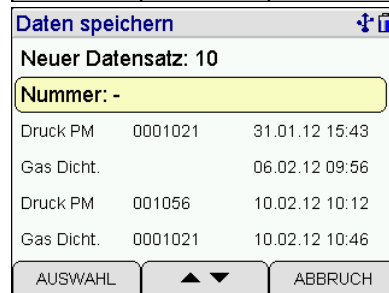 Daten speichern
Neuer Datensatz: 10
Nummer: -
Druck PM 0001021 31.01.12 15:43
Gas Dicht. 06.02.12 09:56
Druck PM 001056 10.02.12 10:12
Gas Dicht. 0001021 10.02.12 10:46
AUSWAHL ▲ ▼ ABBRUCH